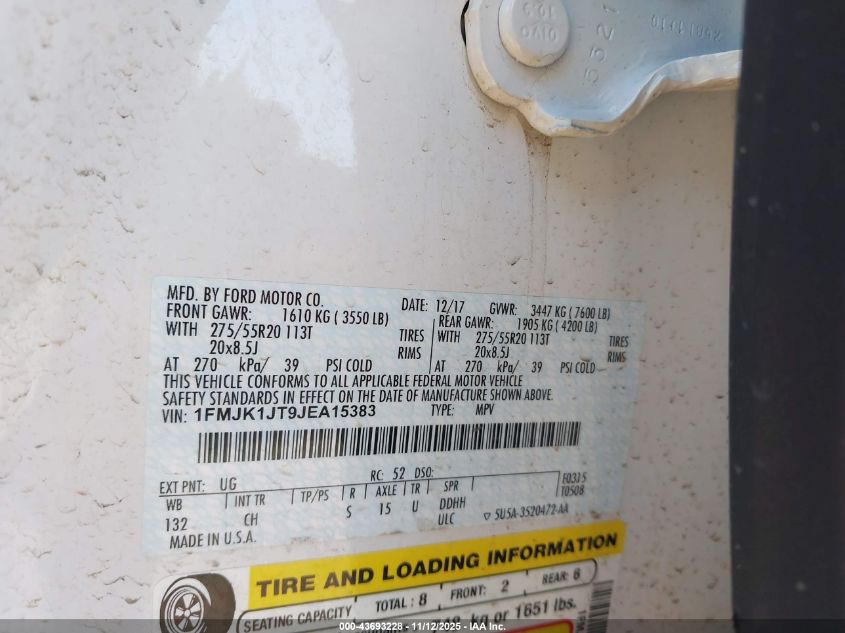 5521
MFD. BY FORD MOTOR CO. DATE: 12/17 GVWR: 3447 KG ( 7600 LB)
FRONT GAWR: 1610 KG ( 3550 LB) REAR GAWR: 1905 KG ( 4200 LB)
WITH 275/55R20 113T TIRES WITH 275/55R20 113T TIRES
20x8.5J RIMS 20x8.5J RIMS
AT 270 kPa/ 39 PSI COLD AT 270 kPa/ 39 PSI COLD
THIS VEHICLE CONFORMS TO ALL APPLICABLE FEDERAL MOTOR VEHICLE
SAFETY STANDARDS IN EFFECT ON THE DATE OF MANUFACTURE SHOWN ABOVE.
VIN: 1FMJK1JT9JEA15383 TYPE: MPV
EXT PNT: UG RC: 52 DSO: F0315
WB INT TR TP/PS R AXLE TR SPR T0508
132 CH S 15 U DDHH
ULC ▽ 5U5A-3520472-AA
MADE IN U.S.A.
TIRE AND LOADING INFORMATION
SEATING CAPACITY TOTAL : 8 FRONT: 2 REAR: 6
kg or 1651 lbs.
000-43693228 - 11/12/2025 - IAA Inc.